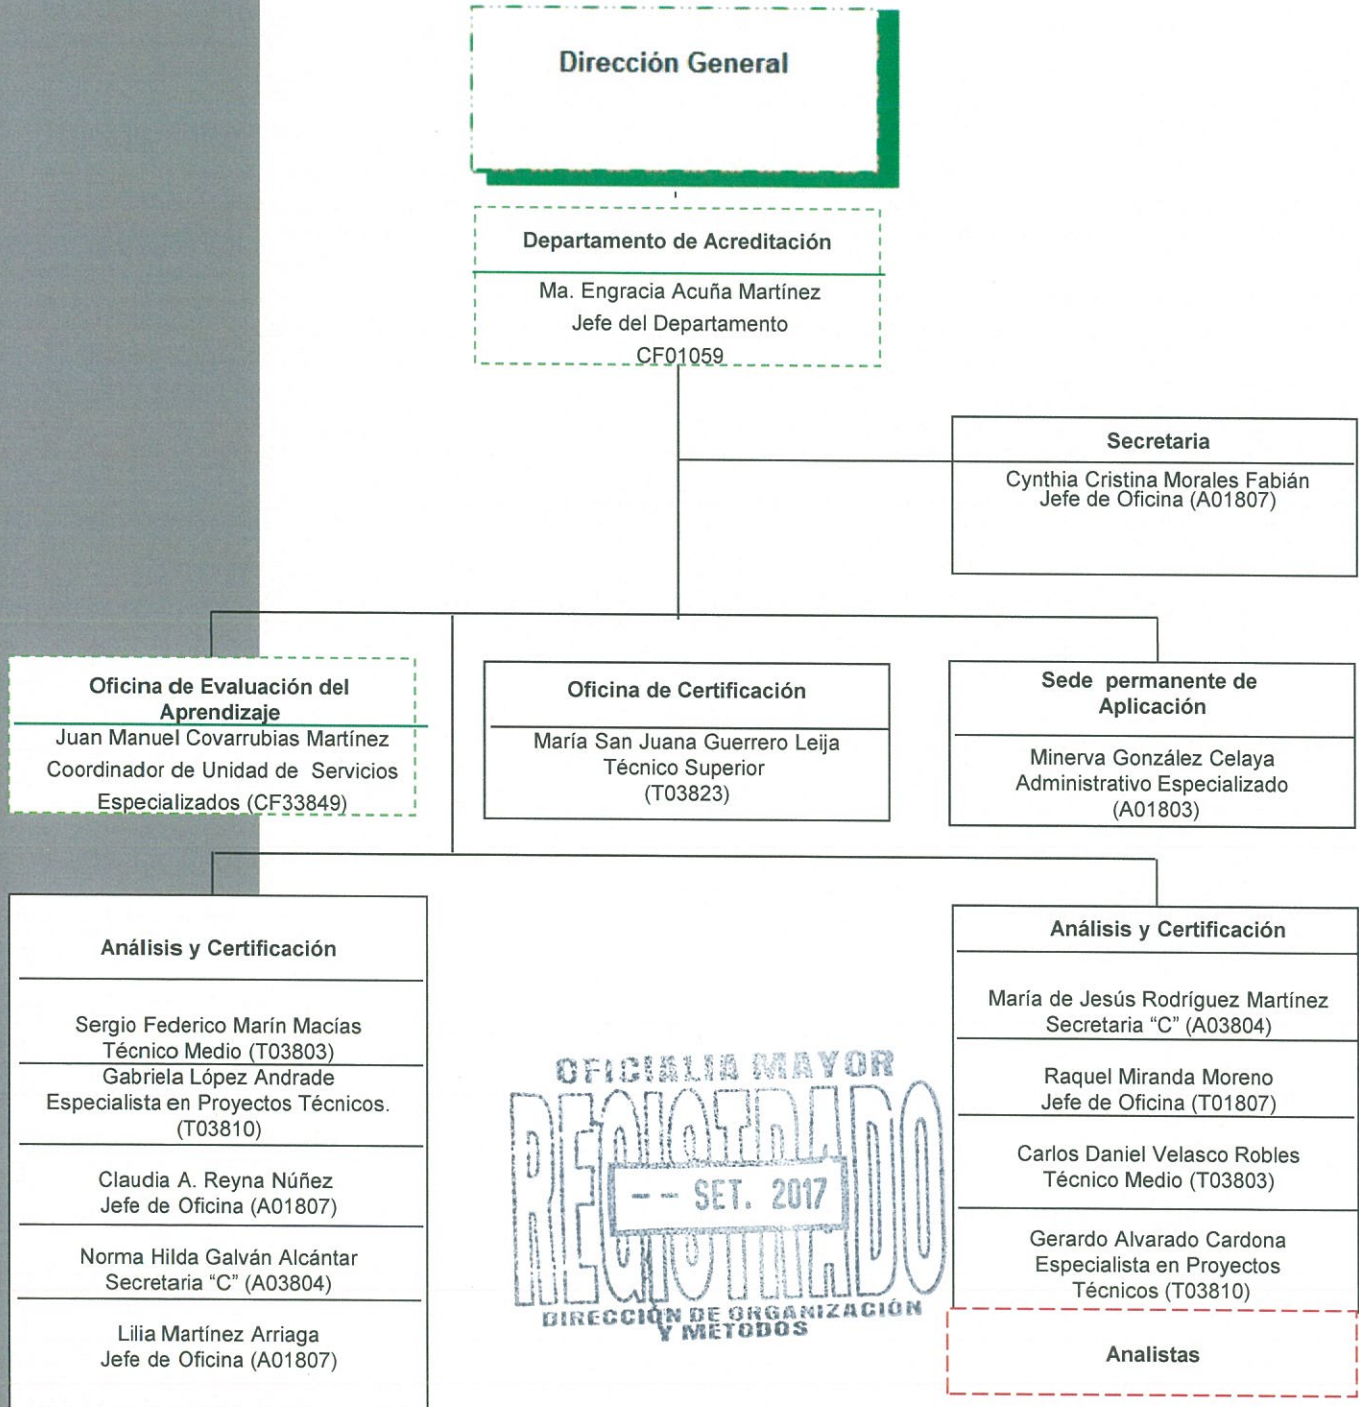 Dirección General
Departamento de Acreditación
Ma. Engracia Acuña Martínez
Jefe del Departamento
CF01059
Secretaria
Cynthia Cristina Morales Fabián
Jefe de Oficina (A01807)
Oficina de Evaluación del
Aprendizaje
Juan Manuel Covarrubias Martínez
Coordinador de Unidad de Servicios
Especializados (CF33849)
Oficina de Certificación
María San Juana Guerrero Leija
Técnico Superior
(T03823)
Sede permanente de
Aplicación
Minerva González Celaya
Administrativo Especializado
(A01803)
Análisis y Certificación
Sergio Federico Marín Macías
Técnico Medio (T03803)
Gabriela López Andrade
Especialista en Proyectos Técnicos.
(T03810)
Claudia A. Reyna Núñez
Jefe de Oficina (A01807)
Norma Hilda Galván Alcántar
Secretaria “C” (A03804)
Lilia Martínez Arriaga
Jefe de Oficina (A01807)
OFICIALIA MAYOR
REGISTRADO
-- SET. 2017
DIRECCIÓN DE ORGANIZACIÓN
Y METODOS
Análisis y Certificación
María de Jesús Rodríguez Martínez
Secretaria “C” (A03804)
Raquel Miranda Moreno
Jefe de Oficina (T01807)
Carlos Daniel Velasco Robles
Técnico Medio (T03803)
Gerardo Alvarado Cardona
Especialista en Proyectos
Técnicos (T03810)
Analistas